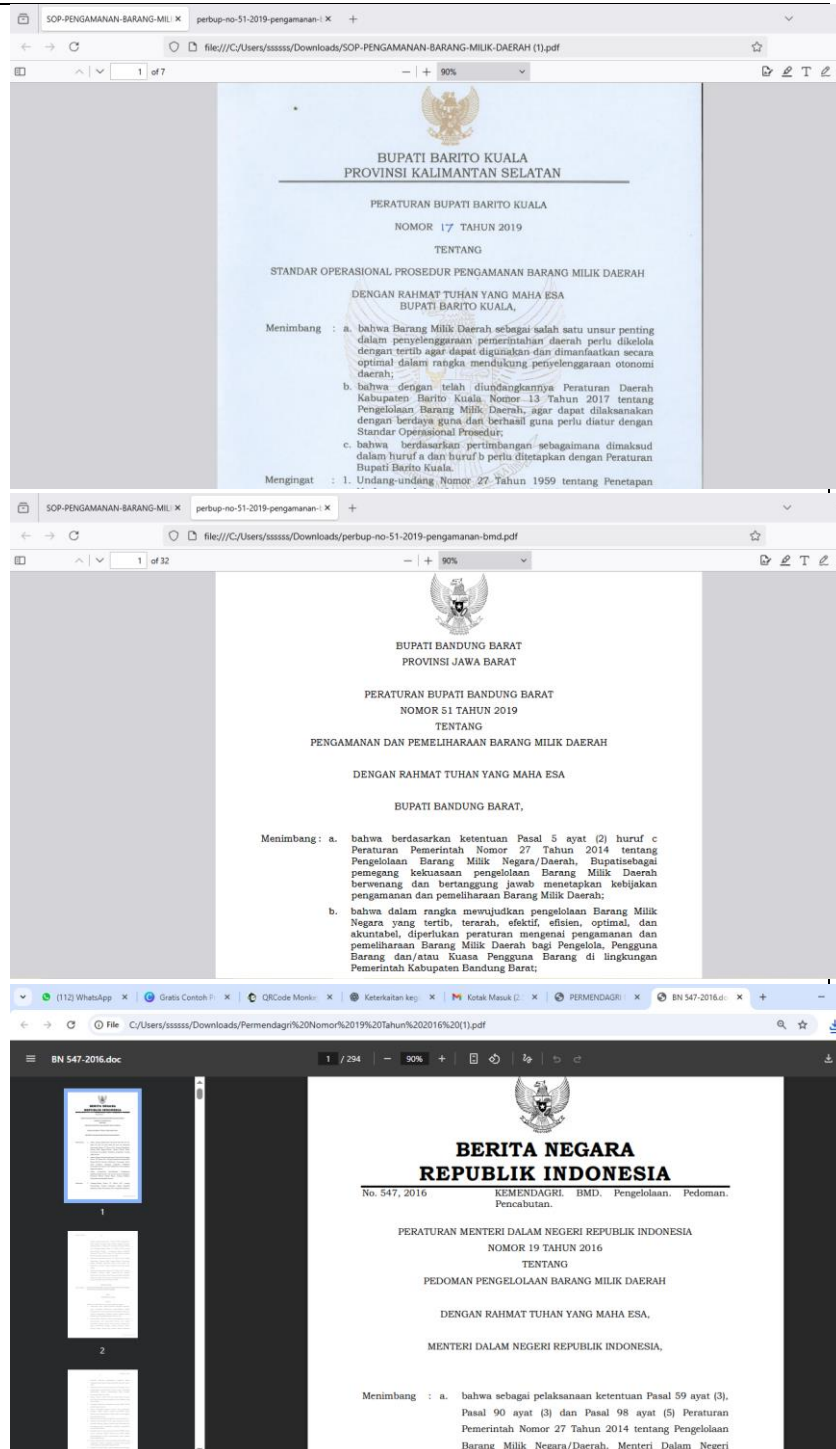 SOP-PENGAMANAN-BARANG-MILI
perbup-no-51-2019-pengamanan-b
file:///C:/Users/ssssss/Downloads/SOP-PENGAMANAN-BARANG-MILIK-DAERAH (1).pdf
1 of 7
90%
BUPATI BARITO KUALA
PROVINSI KALIMANTAN SELATAN
PERATURAN BUPATI BARITO KUALA
NOMOR 17 TAHUN 2019
TENTANG
STANDAR OPERASIONAL PROSEDUR PENGAMANAN BARANG MILIK DAERAH
DENGAN RAHMAT TUHAN YANG MAHA ESA
BUPATI BARITO KUALA,
Menimbang : a. bahwa Barang Milik Daerah sebagai salah satu unsur penting
dalam penyelenggaraan pemerintahan daerah perlu dikelola
dengan tertib agar dapat digunakan dan dimanfaatkan secara
optimal dalam rangka mendukung penyelenggaraan otonomi
daerah;
b. bahwa dengan telah diundangkannya Peraturan Daerah
Kabupaten Barito Kuala Nomor 13 Tahun 2017 tentang
Pengelolaan Barang Milik Daerah, agar dapat dilaksanakan
dengan berdaya guna dan berhasil guna perlu diatur dengan
Standar Operasional Prosedur;
c. bahwa berdasarkan pertimbangan sebagaimana dimaksud
dalam huruf a dan huruf b perlu ditetapkan dengan Peraturan
Bupati Barito Kuala.
Mengingat : 1. Undang-undang Nomor 27 Tahun 1959 tentang Penetapan
SOP-PENGAMANAN-BARANG-MILI
perbup-no-51-2019-pengamanan-b
file:///C:/Users/ssssss/Downloads/perbup-no-51-2019-pengamanan-bmd.pdf
1 of 32
90%
BUPATI BANDUNG BARAT
PROVINSI JAWA BARAT
PERATURAN BUPATI BANDUNG BARAT
NOMOR 51 TAHUN 2019
TENTANG
PENGAMANAN DAN PEMELIHARAAN BARANG MILIK DAERAH
DENGAN RAHMAT TUHAN YANG MAHA ESA
BUPATI BANDUNG BARAT,
Menimbang : a. bahwa berdasarkan ketentuan Pasal 5 ayat (2) huruf c
Peraturan Pemerintah Nomor 27 Tahun 2014 tentang
Pengelolaan Barang Milik Negara/Daerah, Bupatisebagai
pemegang kekuasaan pengelolaan Barang Milik Daerah
berwenang dan bertanggung jawab menetapkan kebijakan
pengamanan dan pemeliharaan Barang Milik Daerah;
b. bahwa dalam rangka mewujudkan pengelolaan Barang Milik
Negara yang tertib, terarah, efektif, efisien, optimal, dan
akuntabel, diperlukan peraturan mengenai pengamanan dan
pemeliharaan Barang Milik Daerah bagi Pengelola, Pengguna
Barang dan/atau Kuasa Pengguna Barang di lingkungan
Pemerintah Kabupaten Bandung Barat;
(112) WhatsApp
Gratis Contoh
QRCode Monke
Keterkaitan keg
Kotak Masuk (2
PERMENDAGRI
BN 547-2016.do
File C:/Users/ssssss/Downloads/Permendagri%20Nomor%2019%20Tahun%202016%20(1).pdf
BN 547-2016.doc
1 / 294
90%
1
2
BERITA NEGARA
REPUBLIK INDONESIA
No. 547, 2016 KEMENDAGRI. BMD. Pengelolaan. Pedoman.
Pencabutan.
PERATURAN MENTERI DALAM NEGERI REPUBLIK INDONESIA
NOMOR 19 TAHUN 2016
TENTANG
PEDOMAN PENGELOLAAN BARANG MILIK DAERAH
DENGAN RAHMAT TUHAN YANG MAHA ESA,
MENTERI DALAM NEGERI REPUBLIK INDONESIA,
Menimbang : a. bahwa sebagai pelaksanaan ketentuan Pasal 59 ayat (3),
Pasal 90 ayat (3) dan Pasal 98 ayat (5) Peraturan
Pemerintah Nomor 27 Tahun 2014 tentang Pengelolaan
Barang Milik Negara/Daerah, Menteri Dalam Negeri